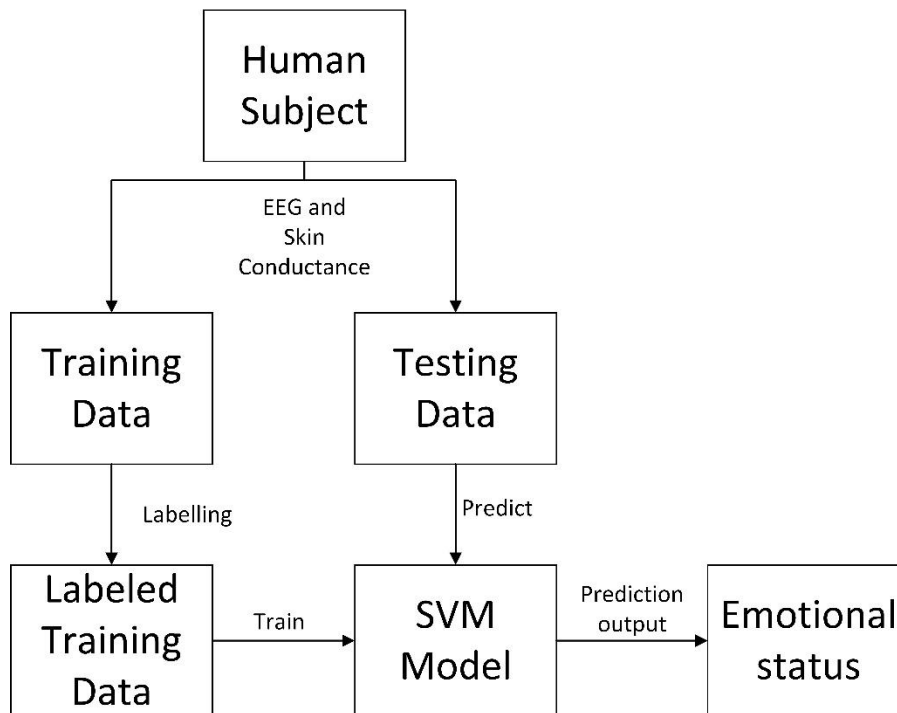 Human
Subject
EEG and
Skin
Conductance
Training
Data
Testing
Data
Labelling
Predict
Labeled
Training
Data
Train
SVM
Model
Prediction
output
Emotional
status